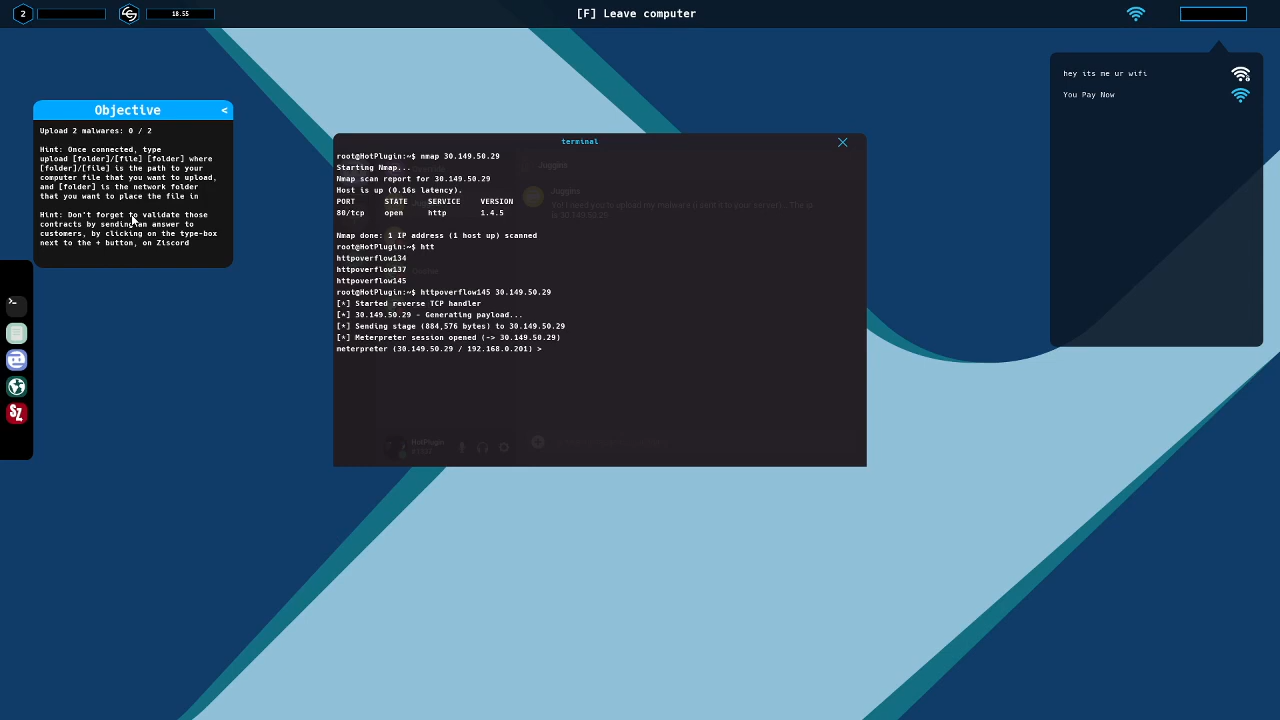 2
18.55
[F] Leave computer
hey its me ur wifi
You Pay Now
Objective
<
Upload 2 malwares: 0 / 2
Hint: Once connected, type
upload [folder]/[file] [folder] where
[folder]/[file] is the path to your
computer file that you want to upload,
and [folder] is the network folder
that you want to place the file in
Hint: Don't forget to validate those
contracts by sending an answer to
customers, by clicking on the type-box
next to the + button, on Ziscord
terminal
root@HotPlugin:~$ nmap 30.149.50.29
Starting Nmap...
Nmap scan report for 30.149.50.29
Host is up (0.16s latency).
PORT STATE SERVICE VERSION
80/tcp open http 1.4.5
Nmap done: 1 IP address (1 host up) scanned
root@HotPlugin:~$ htt
httpoverflow134
httpoverflow137
httpoverflow145
root@HotPlugin:~$ httpoverflow145 30.149.50.29
[*] Started reverse TCP handler
[*] 30.149.50.29 - Generating payload...
[*] Sending stage (884,576 bytes) to 30.149.50.29
[*] Meterpreter session opened (-> 30.149.50.29)
meterpreter (30.149.50.29 / 192.168.0.201) >
Juggins
Juggins
HotPlugin
SZ